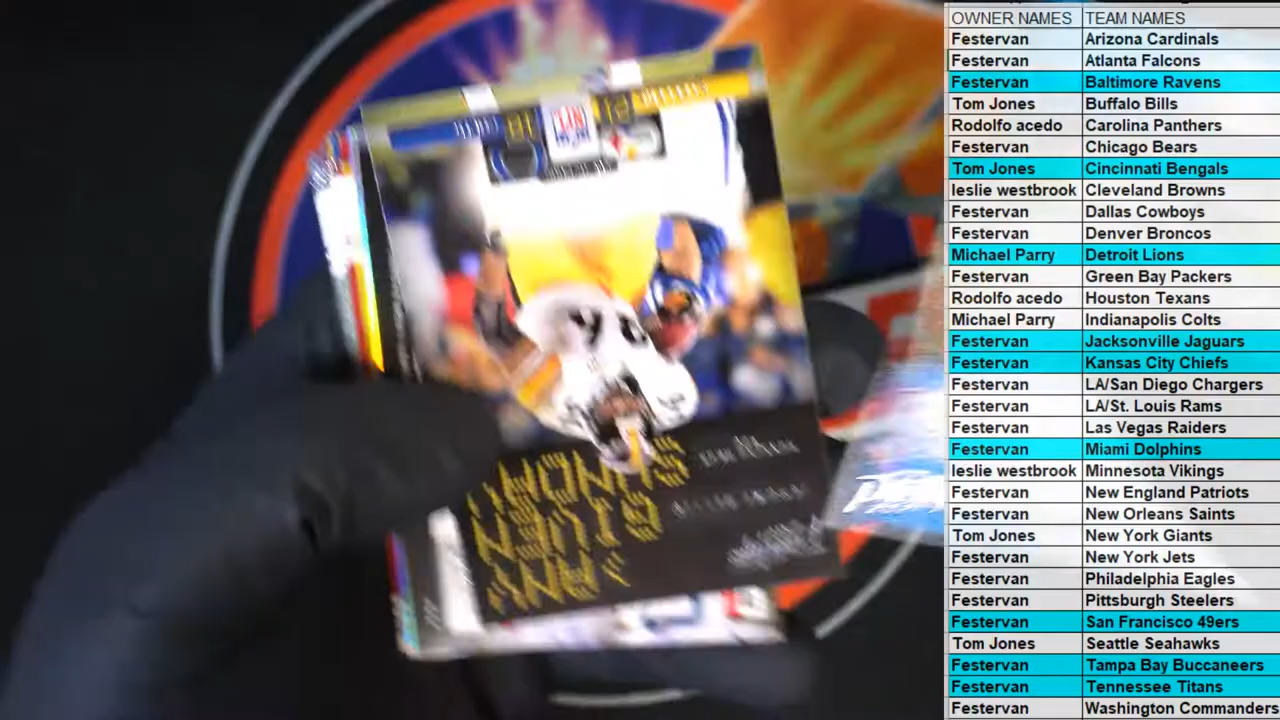 OWNER NAMES TEAM NAMES
Festervan Arizona Cardinals
Festervan Atlanta Falcons
Festervan Baltimore Ravens
Tom Jones Buffalo Bills
Rodolfo acedo Carolina Panthers
Festervan Chicago Bears
Tom Jones Cincinnati Bengals
leslie westbrook Cleveland Browns
Festervan Dallas Cowboys
Festervan Denver Broncos
Michael Parry Detroit Lions
Festervan Green Bay Packers
Rodolfo acedo Houston Texans
Michael Parry Indianapolis Colts
Festervan Jacksonville Jaguars
Festervan Kansas City Chiefs
Festervan LA/San Diego Chargers
Festervan LA/St. Louis Rams
Festervan Las Vegas Raiders
Festervan Miami Dolphins
leslie westbrook Minnesota Vikings
Festervan New England Patriots
Festervan New Orleans Saints
Tom Jones New York Giants
Festervan New York Jets
Festervan Philadelphia Eagles
Festervan Pittsburgh Steelers
Festervan San Francisco 49ers
Tom Jones Seattle Seahawks
Festervan Tampa Bay Buccaneers
Festervan Tennessee Titans
Festervan Washington Commanders